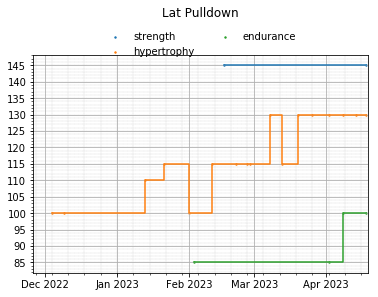 Lat Pulldown
strength
endurance
hypertrophy
145
140
135
130
125
120
115
110
105
100
95
90
85
Dec 2022
Jan 2023
Feb 2023
Mar 2023
Apr 2023